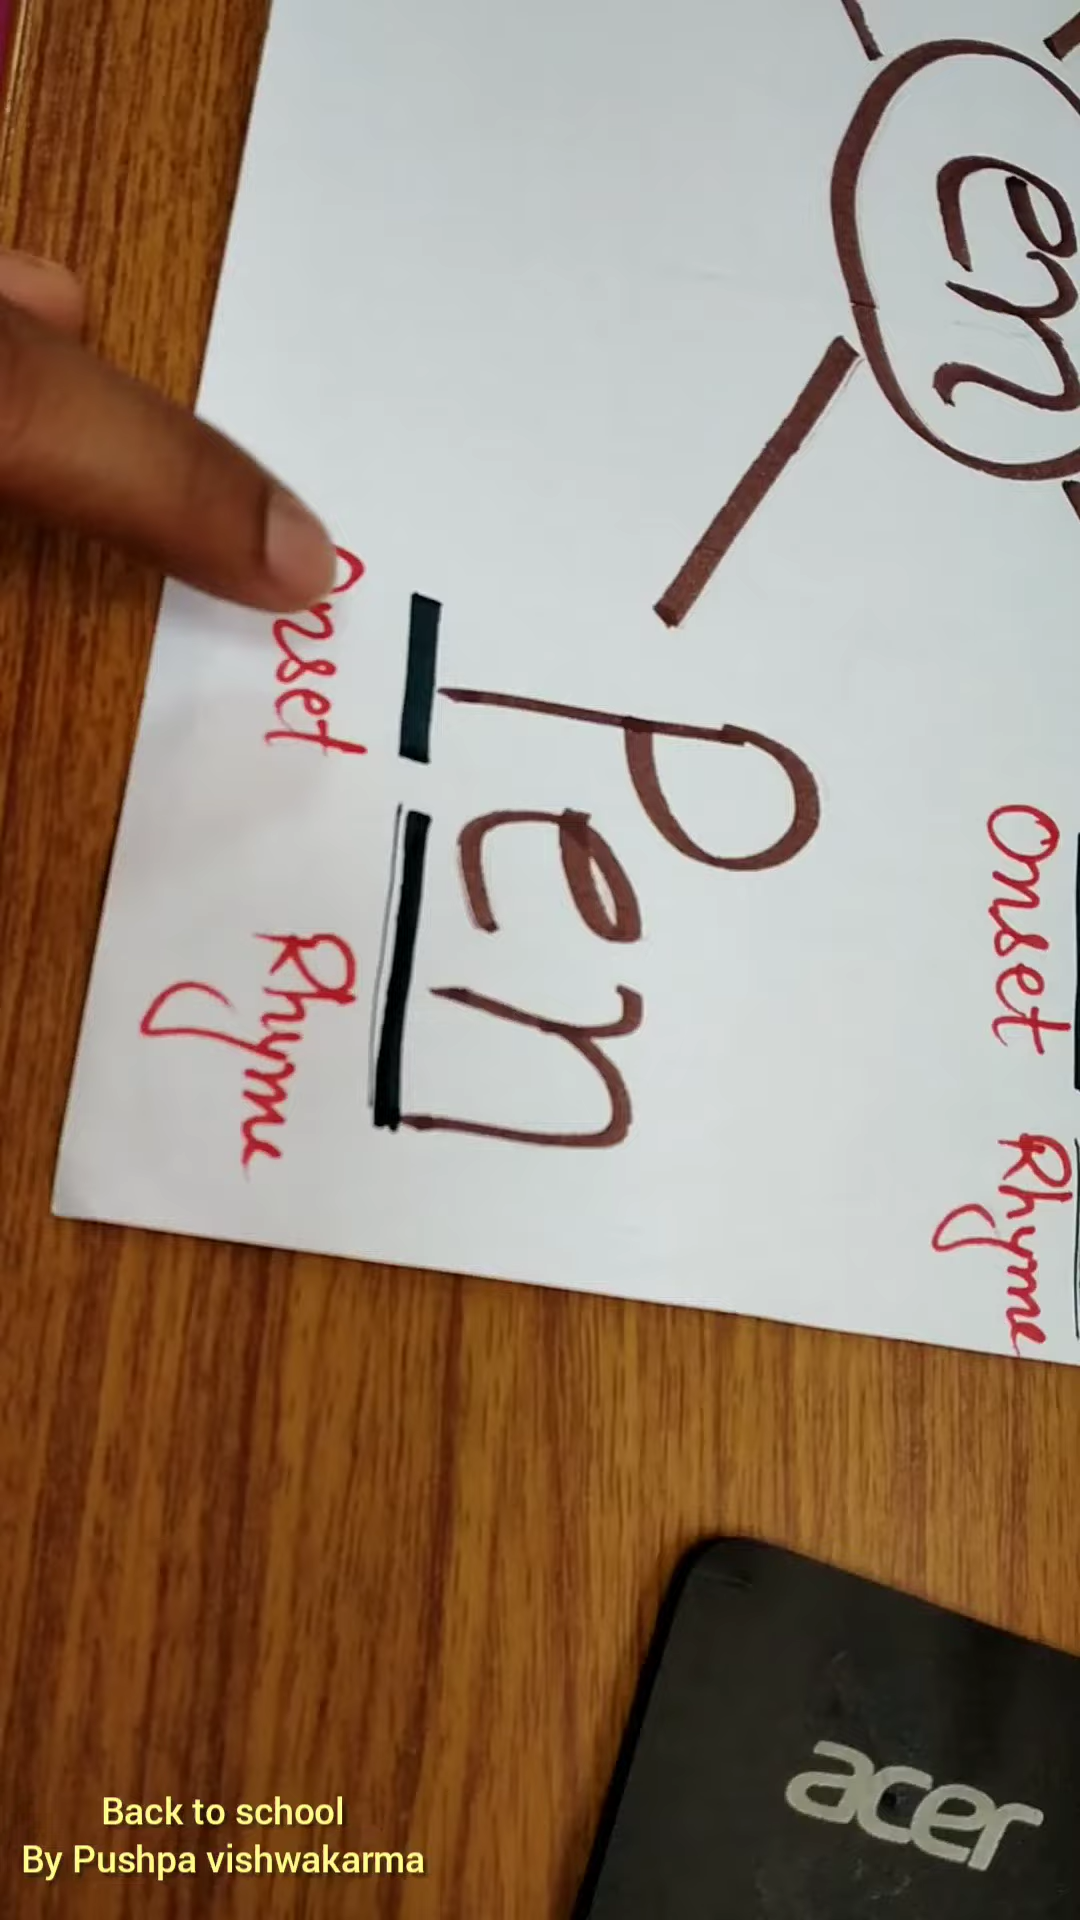 en
Pen
Onset Rhyme
Onset Rhyme
acer
Back to school
By Pushpa vishwakarma